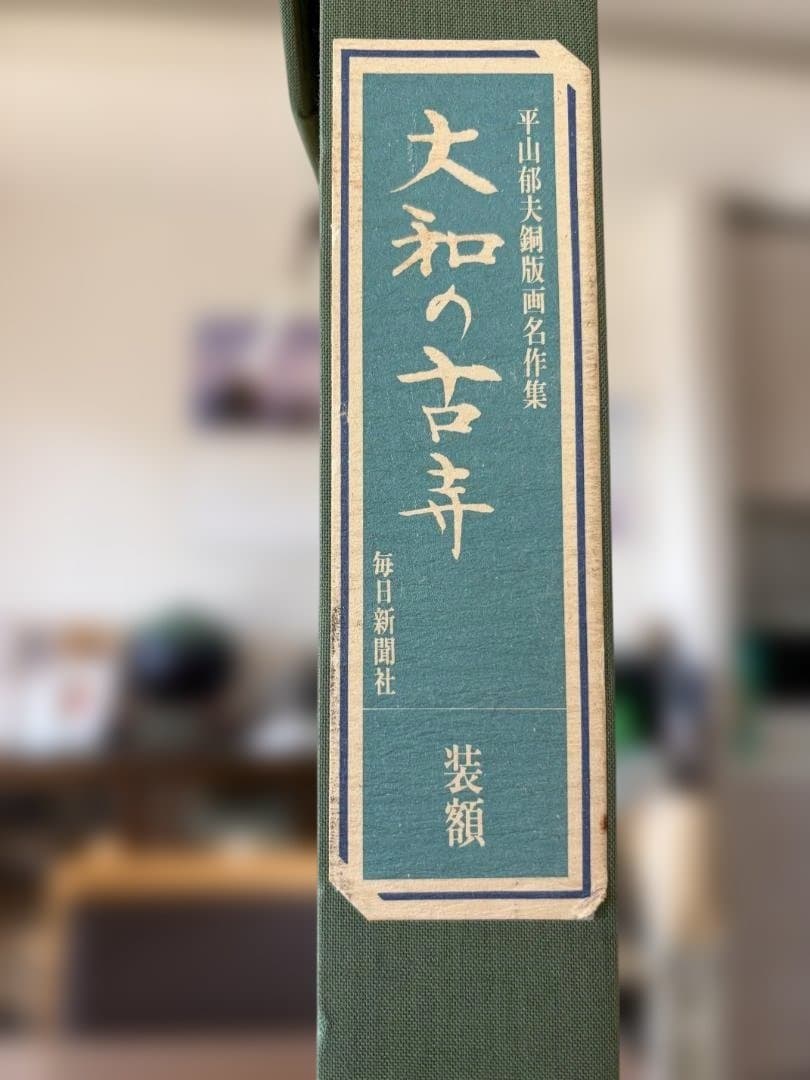 平山郁夫銅版画名作集
大和の古寺
毎日新聞社
装額